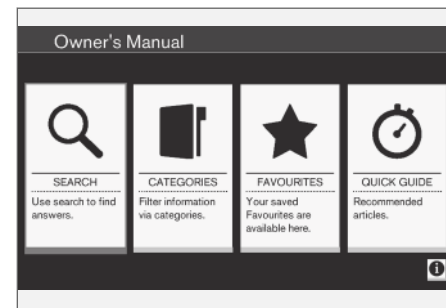 Owner's Manual
SEARCH
Use search to find
answers.
CATEGORIES
Filter information
via categories.
FAVOURITES
Your saved
Favourites are
available here.
QUICK GUIDE
Recommended
articles.
i